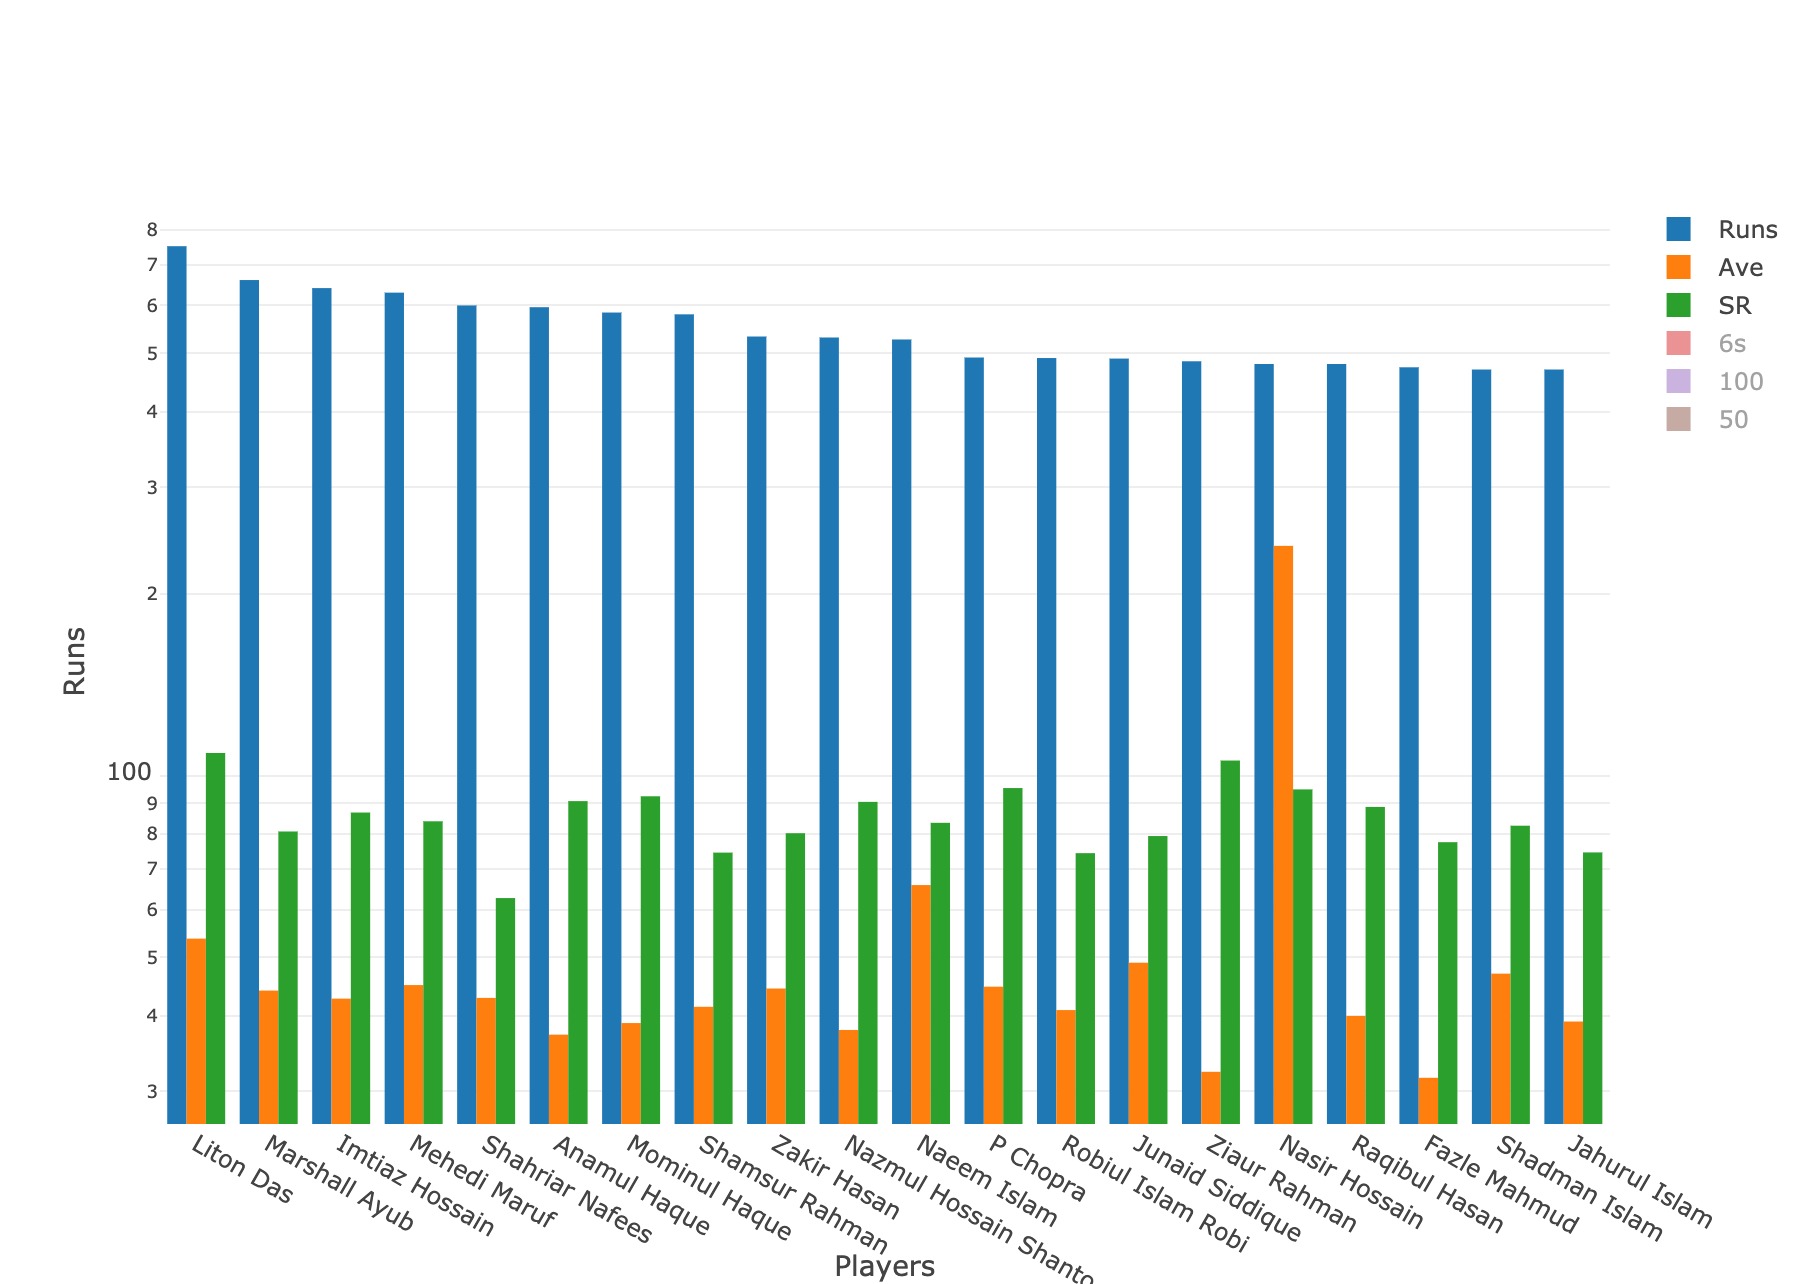 8
7
6
5
4
3
2
100
9
8
7
6
5
4
3
Runs
Liton Das
Marshall Ayub
Imtiaz Hossain
Mehedi Maruf
Shahriar Nafees
Anamul Haque
Mominul Haque
Shamsur Rahman
Zakir Hasan
Nazmul Hossain Shanto
Naeem Islam
P Chopra
Robiul Islam Robi
Junaid Siddique
Ziaur Rahman
Nasir Hossain
Raqibul Hasan
Fazle Mahmud
Shadman Islam
Jahurul Islam
Players
Runs
Ave
SR
6s
100
50